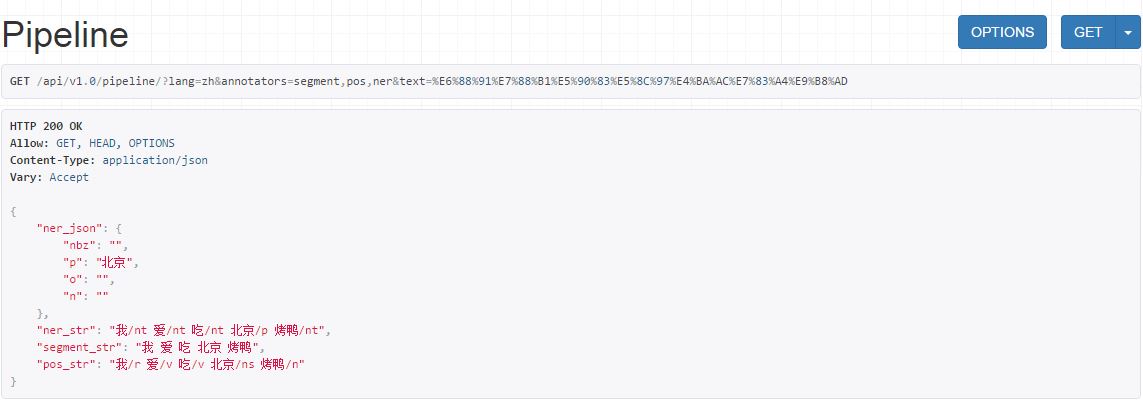 Pipeline
OPTIONS
GET
GET /api/v1.0/pipeline/?lang=zh&annotators=segment,pos,ner&text=%E6%88%91%E7%88%B1%E5%90%83%E5%8C%97%E4%BA%AC%E7%83%A4%E9%B8%AD
HTTP 200 OK
Allow: GET, HEAD, OPTIONS
Content-Type: application/json
Vary: Accept
{
"ner_json": {
"nbz": "",
"p": "北京",
"o": "",
"n": ""
},
"ner_str": "我/nt 爱/nt 吃/nt 北京/p 烤鸭/nt",
"segment_str": "我 爱 吃 北京 烤鸭",
"pos_str": "我/r 爱/v 吃/v 北京/ns 烤鸭/n"
}